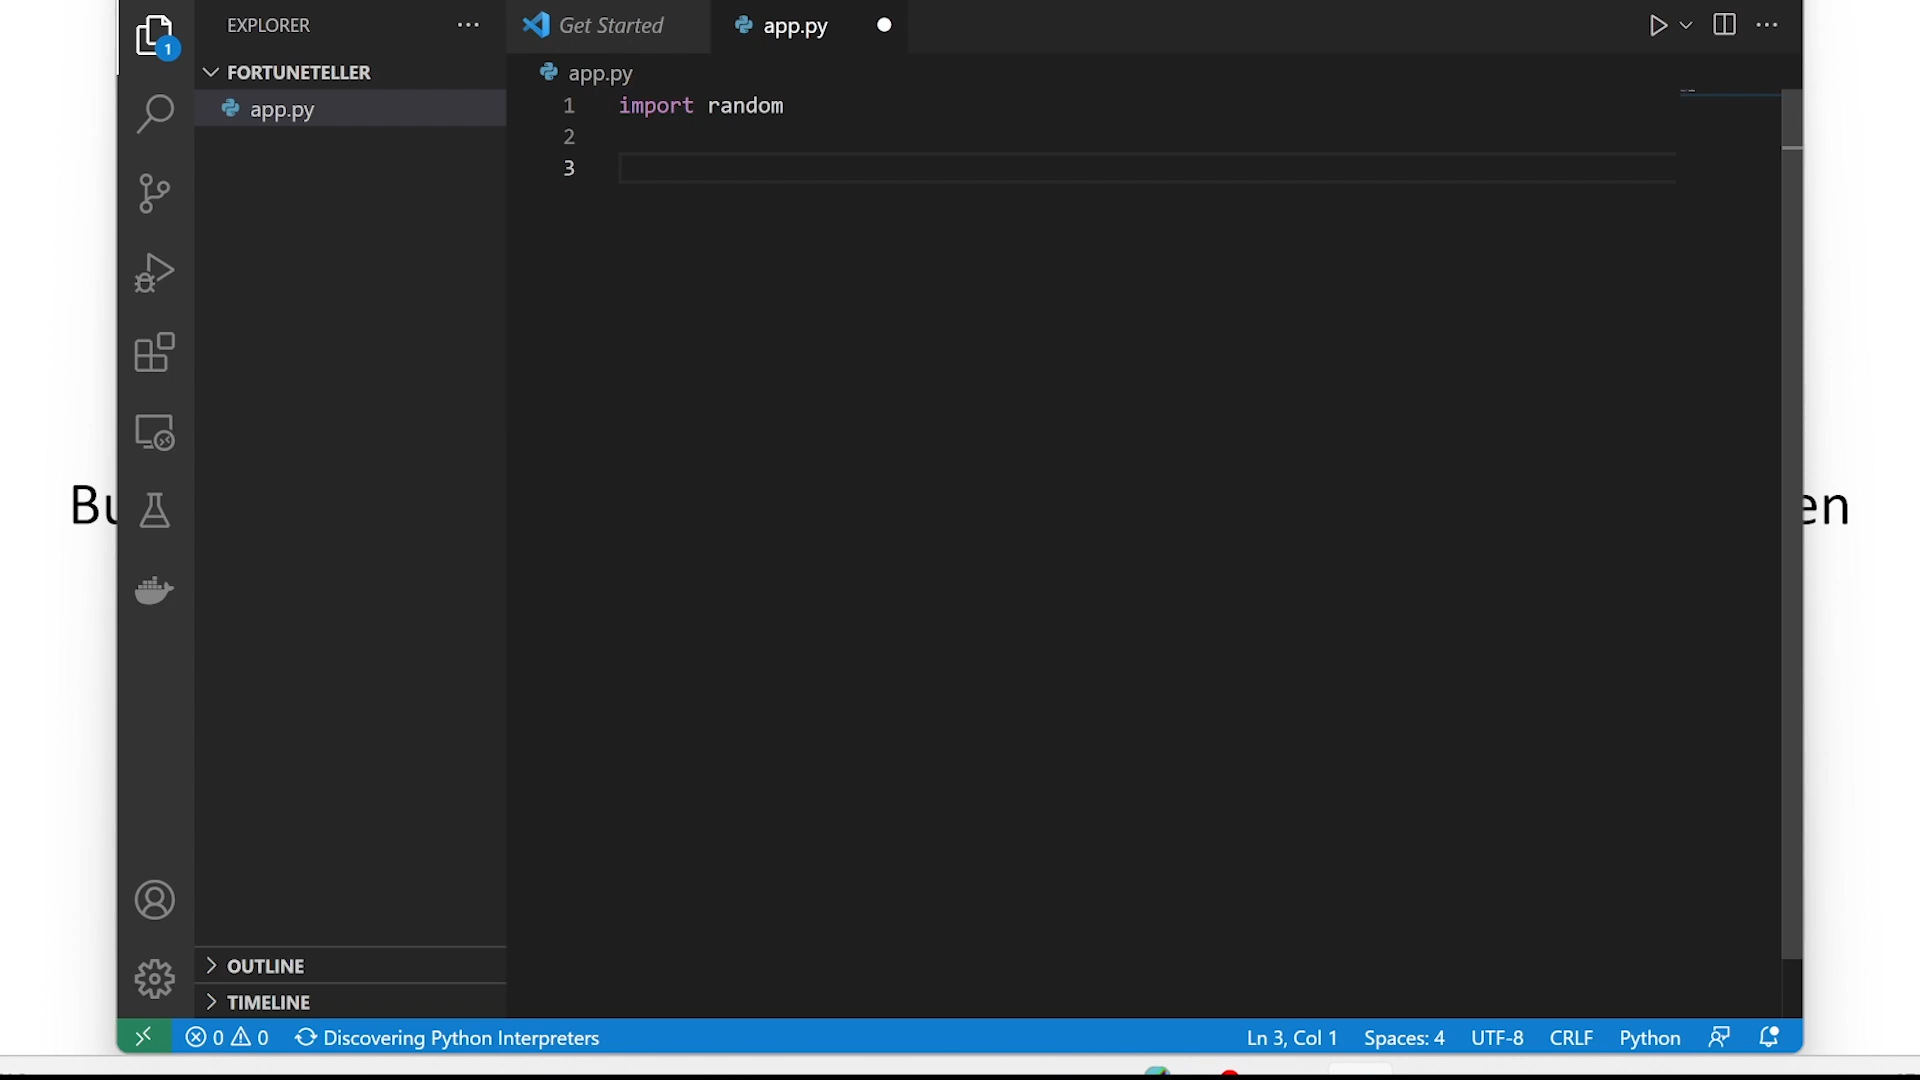 EXPLORER
Get Started
app.py
1
FORTUNETELLER
app.py
app.py
1 import random
2
3
Bu
en
OUTLINE
TIMELINE
0 0 Discovering Python Interpreters
Ln 3, Col 1 Spaces: 4 UTF-8 CRLF Python